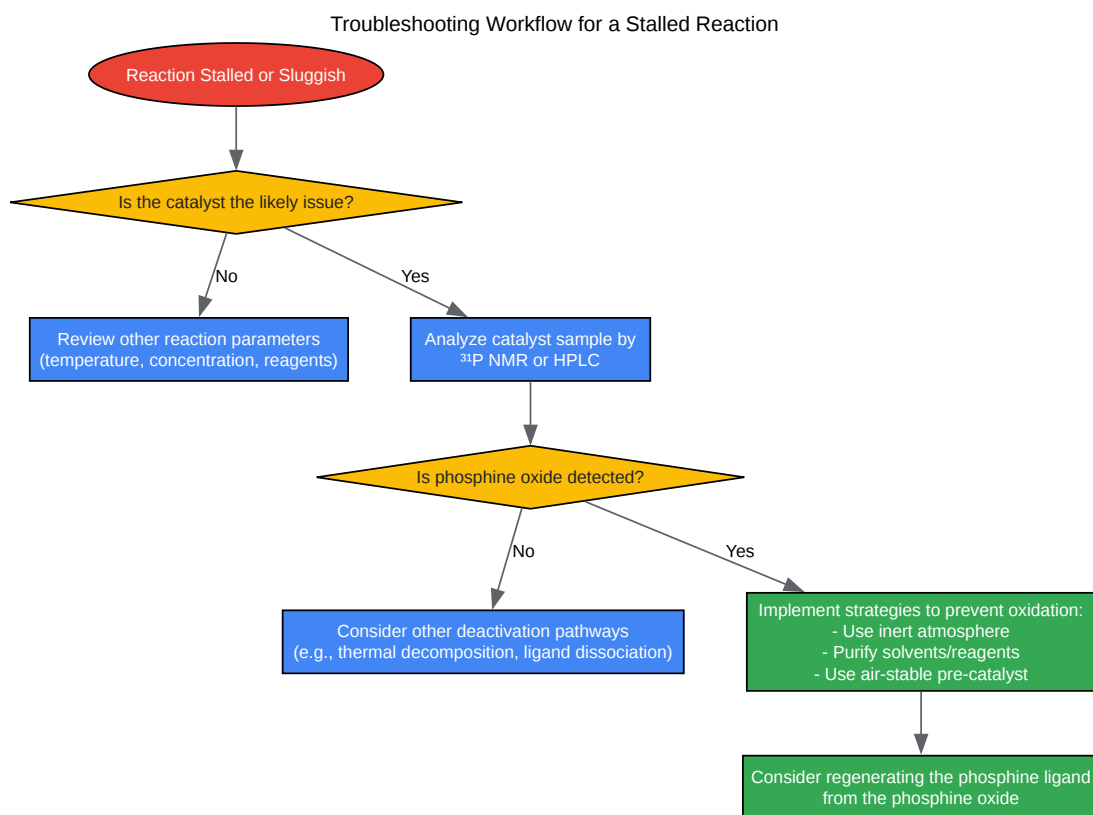 Troubleshooting Workflow for a Stalled Reaction
Reaction Stalled or Sluggish
Is the catalyst the likely issue?
No
Yes
Review other reaction parameters
(temperature, concentration, reagents)
Analyze catalyst sample by
³¹P NMR or HPLC
Is phosphine oxide detected?
No
Yes
Consider other deactivation pathways
(e.g., thermal decomposition, ligand dissociation)
Implement strategies to prevent oxidation:
- Use inert atmosphere
- Purify solvents/reagents
- Use air-stable pre-catalyst
Consider regenerating the phosphine ligand
from the phosphine oxide